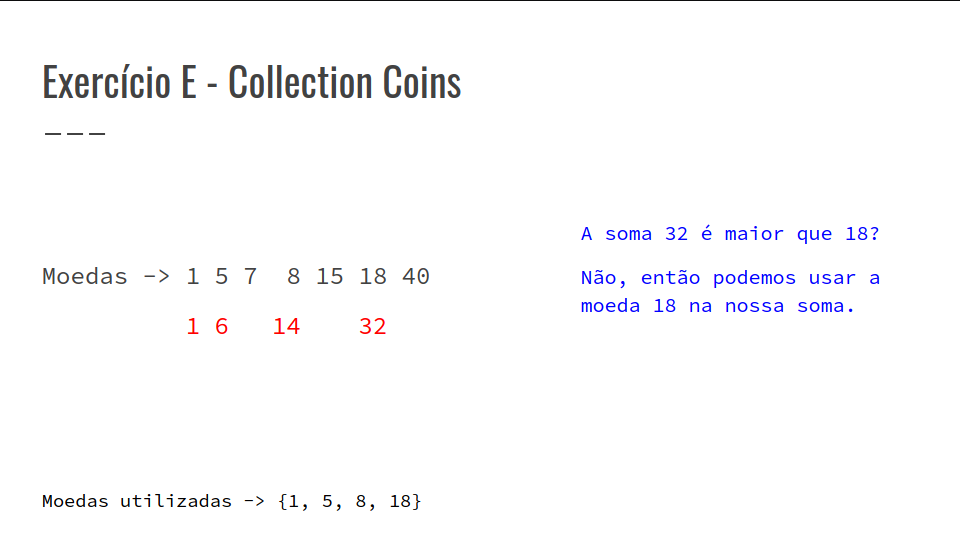 Exercício E - Collection Coins
A soma 32 é maior que 18?
Moedas -> 1 5 7 8 15 18 40
Não, então podemos usar a
moeda 18 na nossa soma.
1 6 14 32
Moedas utilizadas -> {1, 5, 8, 18}